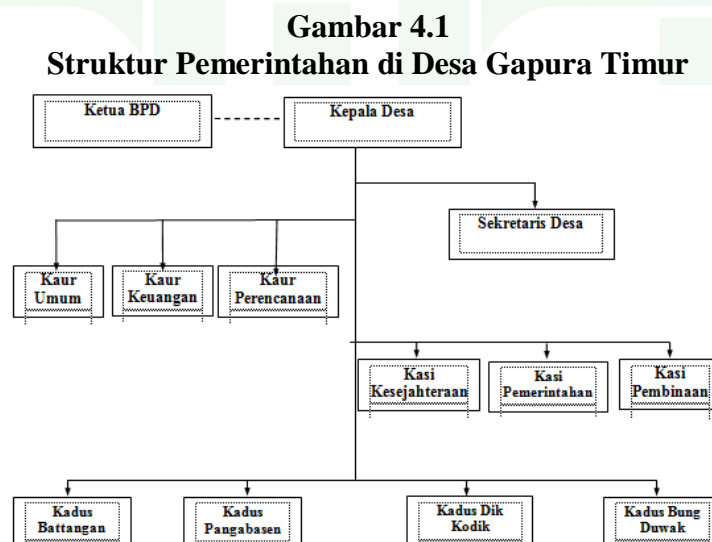 Gambar 4.1
Struktur Pemerintahan di Desa Gapura Timur
Ketua BPD
Kepala Desa
Sekretaris Desa
Kaur
Umum
Kaur
Keuangan
Kaur
Perencanaan
Kasi
Kesejahteraan
Kasi
Pemerintahan
Kasi
Pembinaan
Kadus
Battangan
Kadus
Pangabasen
Kadus Dik
Kodik
Kadus Bung
Duwak